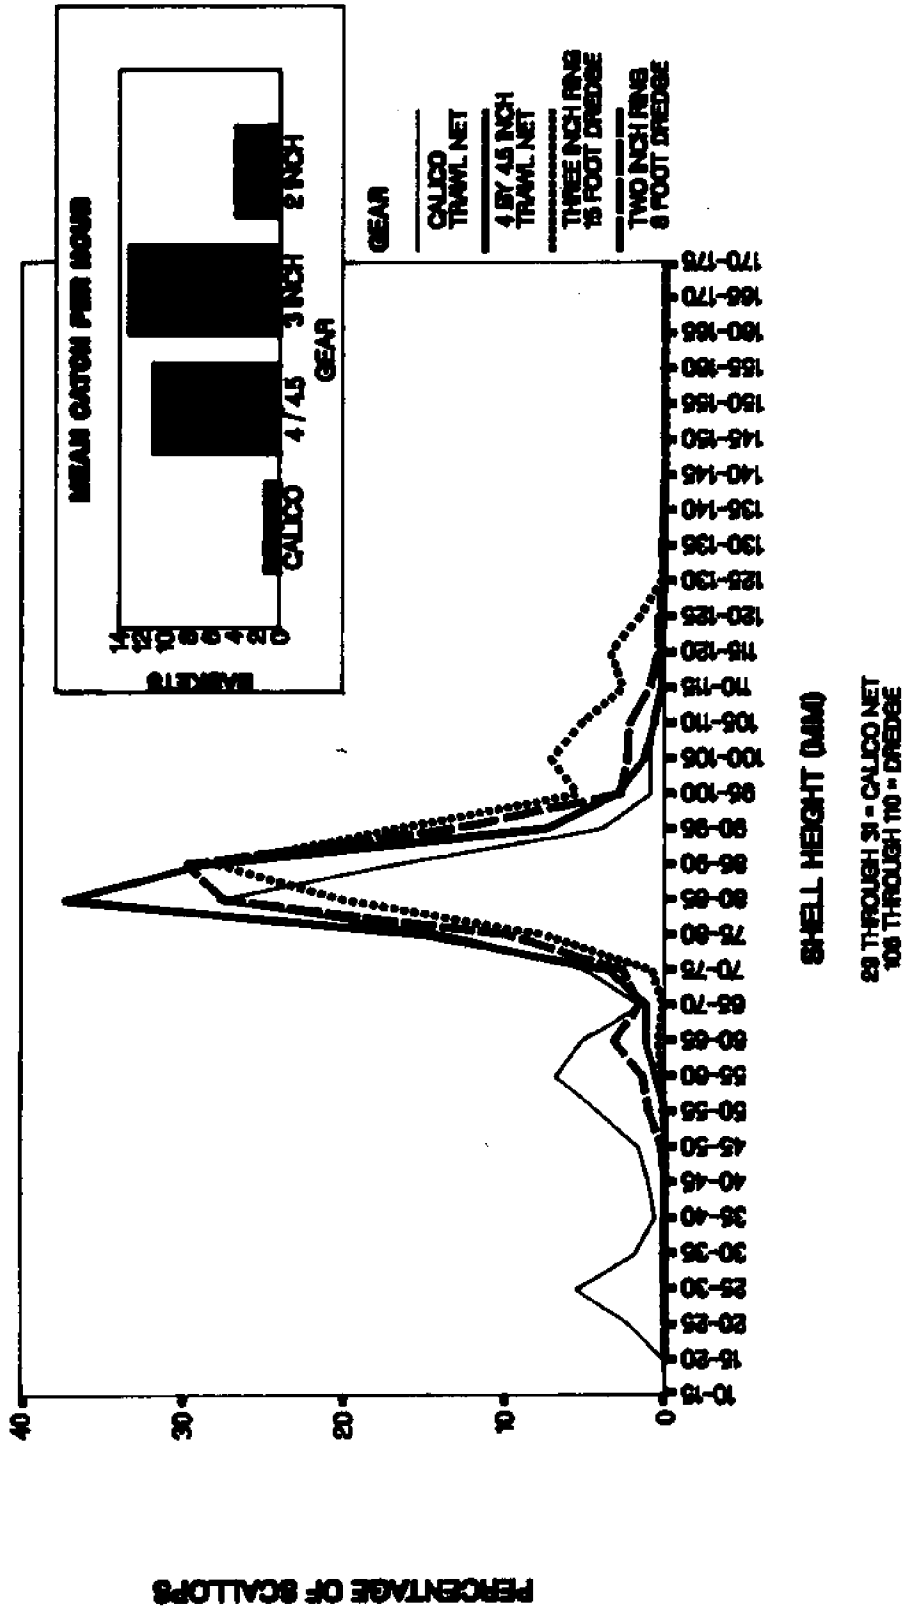 MEAN CATCH PER HOUR
BASKETS
14
12
10
8
6
4
2
0
CALICO
4 / 4.5
3 INCH
2 INCH
GEAR
GEAR
CALICO
TRAWL NET
4 BY 4.5 INCH
TRAWL NET
THREE INCH RING
15 FOOT DREDGE
TWO INCH RING
8 FOOT DREDGE
PERCENTAGE OF SCALLOPS
40
30
20
10
0
10-15
15-20
20-25
25-30
30-35
35-40
40-45
45-50
50-55
55-60
60-65
65-70
70-75
75-80
80-85
85-90
90-95
95-100
100-105
105-110
110-115
115-120
120-125
125-130
130-135
135-140
140-145
145-150
150-155
155-160
160-165
165-170
170-175
SHELL HEIGHT (MM)
29 THROUGH 31 = CALICO NET
106 THROUGH 110 = DREDGE